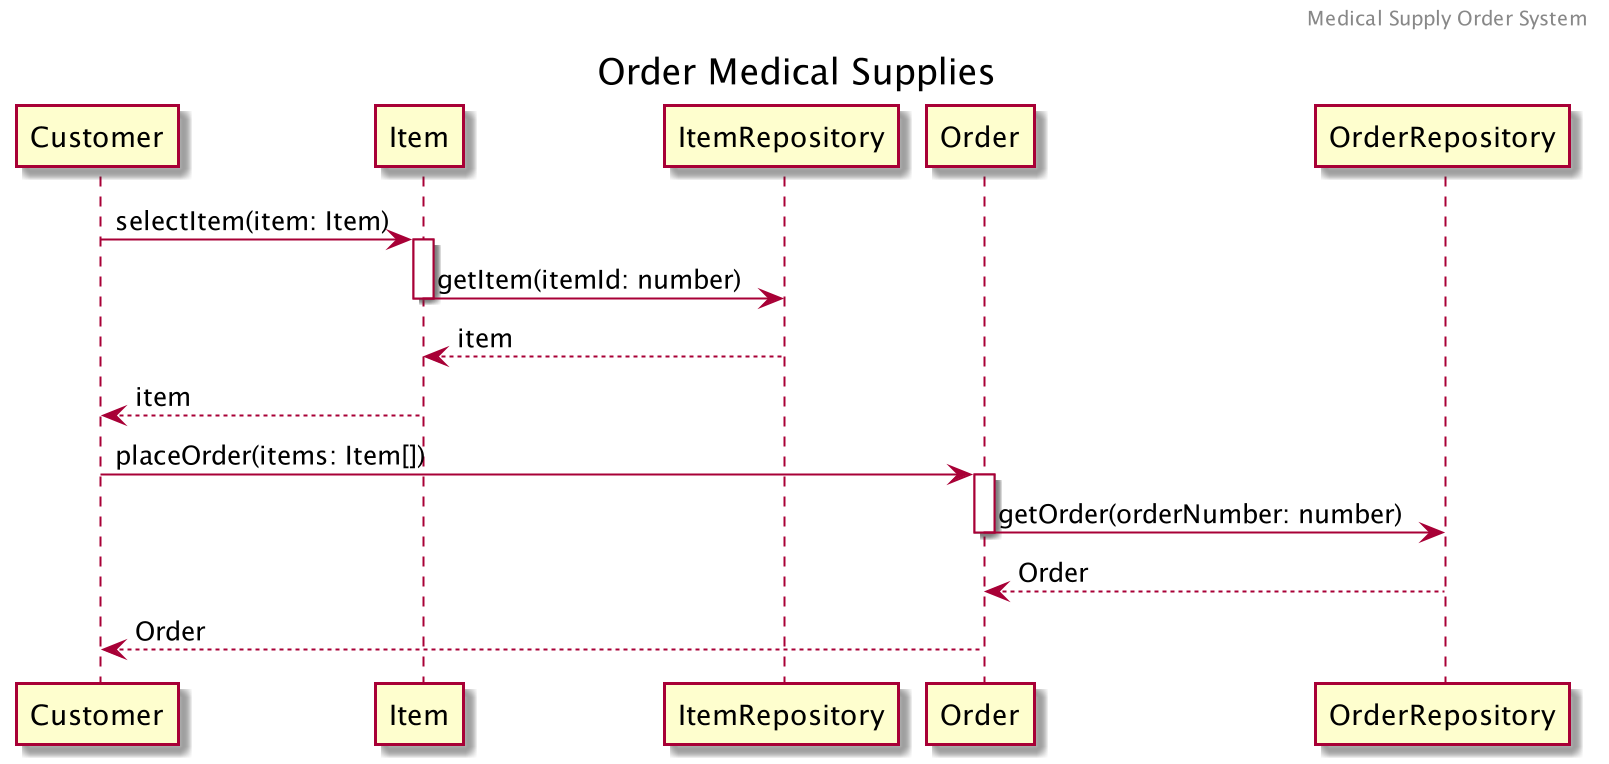 Medical Supply Order System
Order Medical Supplies
Customer
Item
ItemRepository
Order
OrderRepository
selectItem(item: Item)
getItem(itemId: number)
item
item
placeOrder(items: Item[])
getOrder(orderNumber: number)
Order
Order
Customer
Item
ItemRepository
Order
OrderRepository